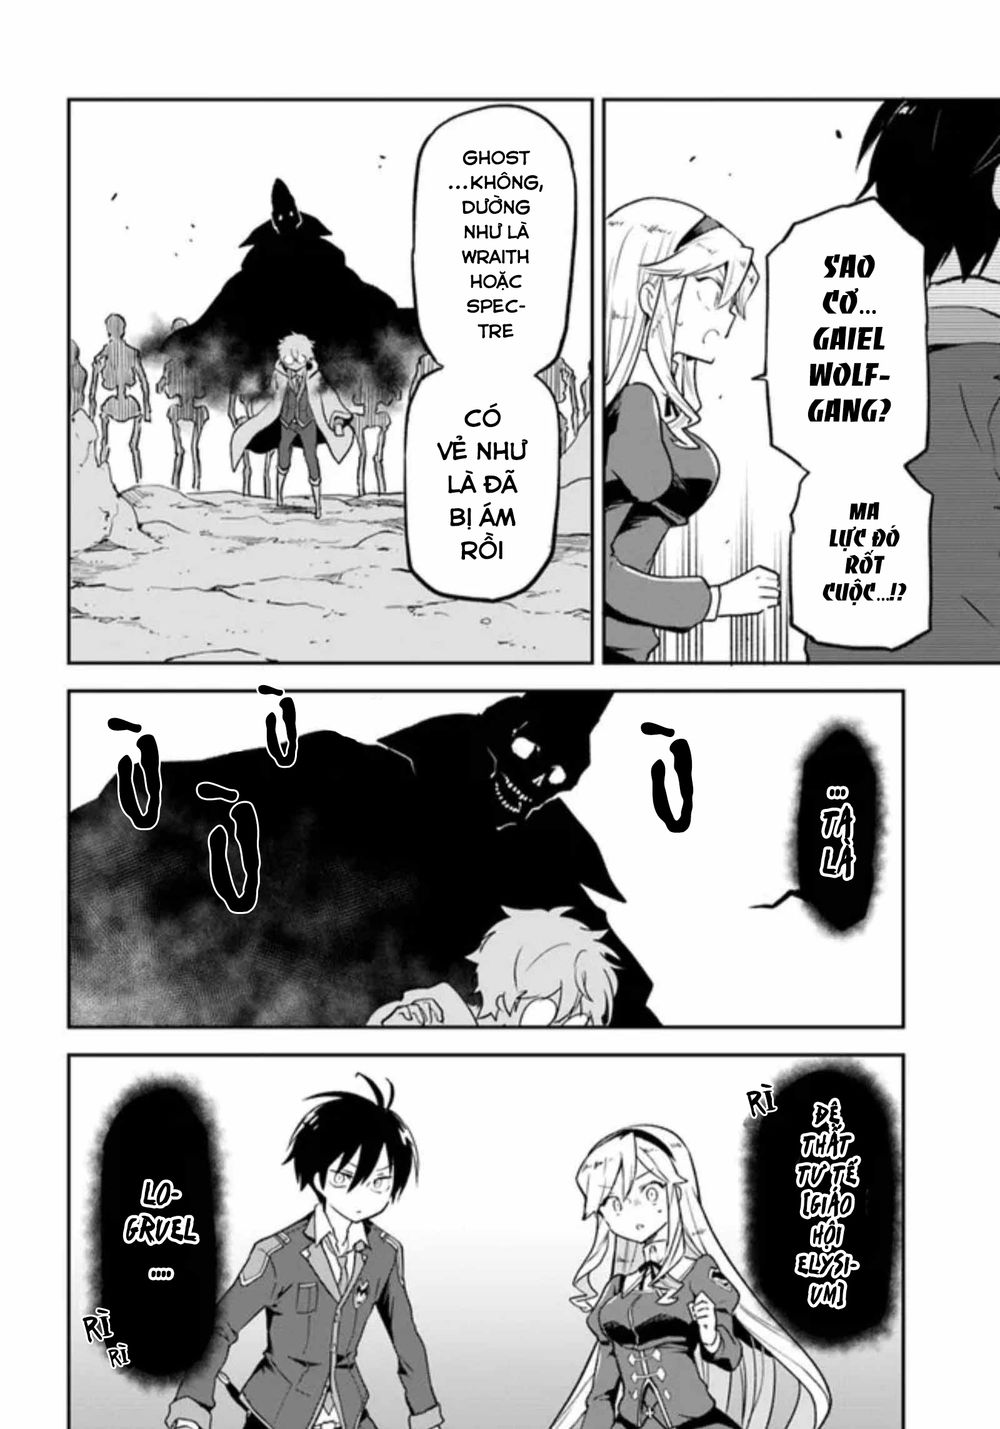 SAO
CƠ...
GAIEL
WOLF-
GANG?
MA
LỰC ĐÓ
RỐT
CUỘC...!?
GHOST
...KHÔNG,
DƯỜNG
NHƯ LÀ
WRAITH
HOẶC
SPEC-
TRE
CÓ
VẺ NHƯ
LÀ ĐÃ
BỊ ÁM
RỒI
...
TA
LÀ
Ù
Ù
Ù
Ù
RÌ
ĐỆ
THẤT
TƯ TẾ
[GIÁO
HỘI
ELYSI-
UM]
LO-
GRUEL
....
RÌ
RÌ